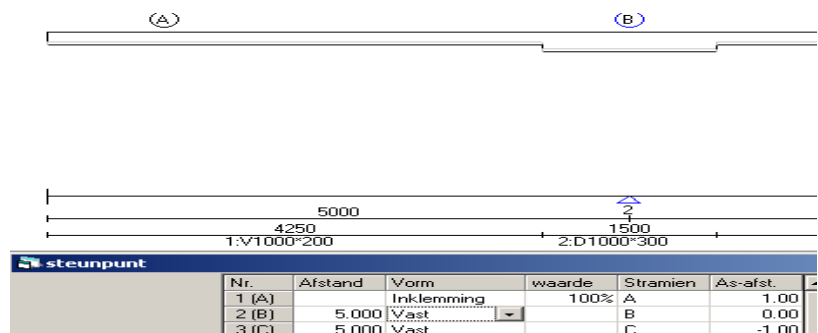 A B
5000 2
4250 1500
1:V1000*200 2:D1000*300
steunpunt
Nr. Afstand Vorm waarde Stramien As-afst.
1 (A) Inklemming 100% A 1.00
2 (B) 5.000 Vast B 0.00
3 (C) 5.000 Vast C -1.00